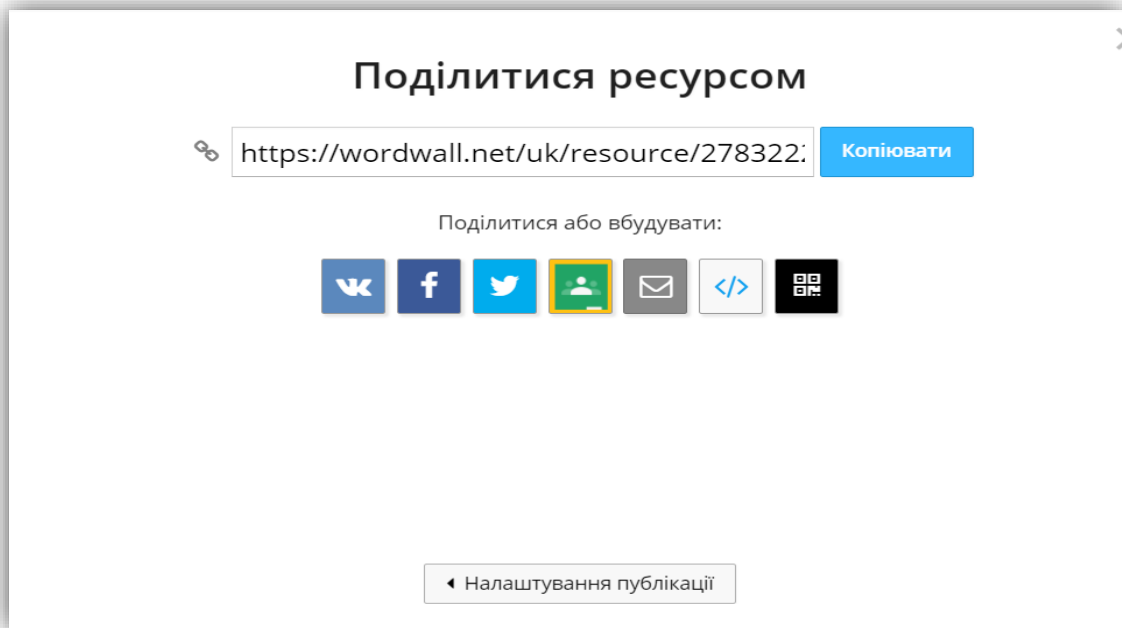 Поділитися ресурсом
https://wordwall.net/uk/resource/278322 Копіювати
Поділитися або вбудувати:
Налаштування публікації